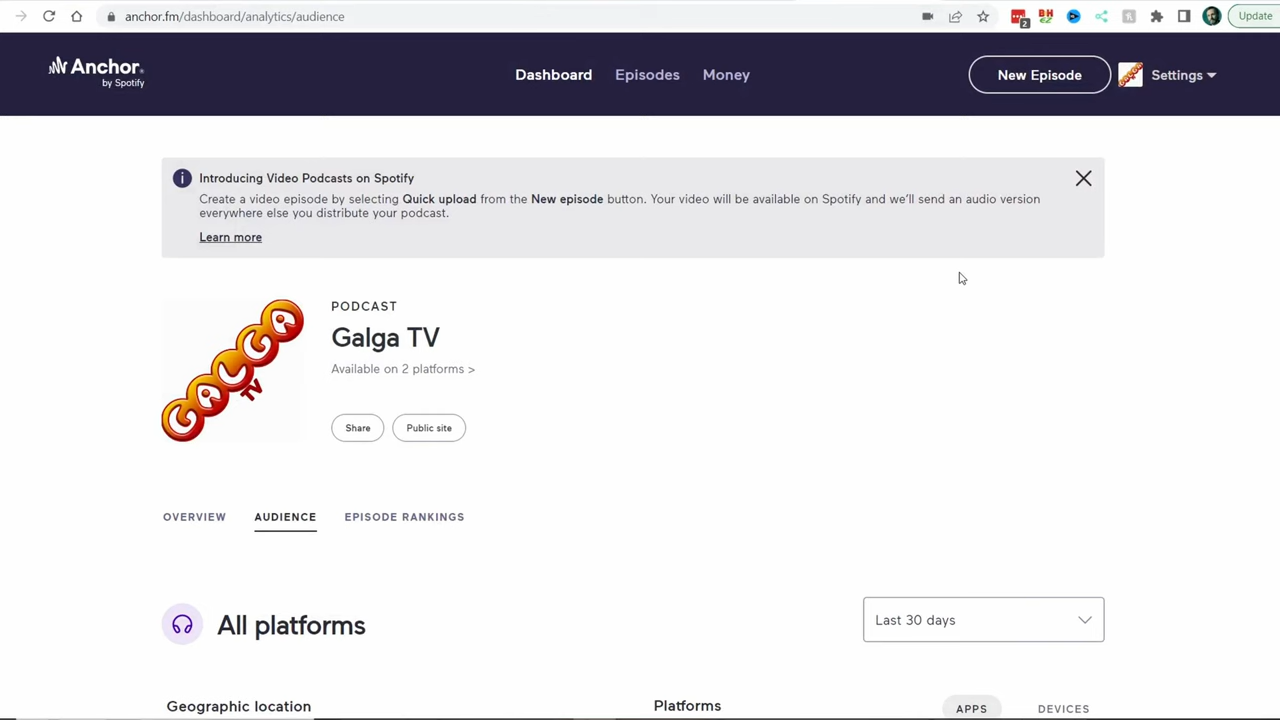 anchor.fm/dashboard/analytics/audience
2
BH
Update
Anchor
by Spotify
Dashboard
Episodes
Money
New Episode
Settings
i
Introducing Video Podcasts on Spotify
Create a video episode by selecting Quick upload from the New episode button. Your video will be available on Spotify and we'll send an audio version
everywhere else you distribute your podcast.
Learn more
GALGA
TV
PODCAST
Galga TV
Available on 2 platforms >
Share
Public site
OVERVIEW
AUDIENCE
EPISODE RANKINGS
All platforms
Last 30 days
Geographic location
Platforms
APPS
DEVICES